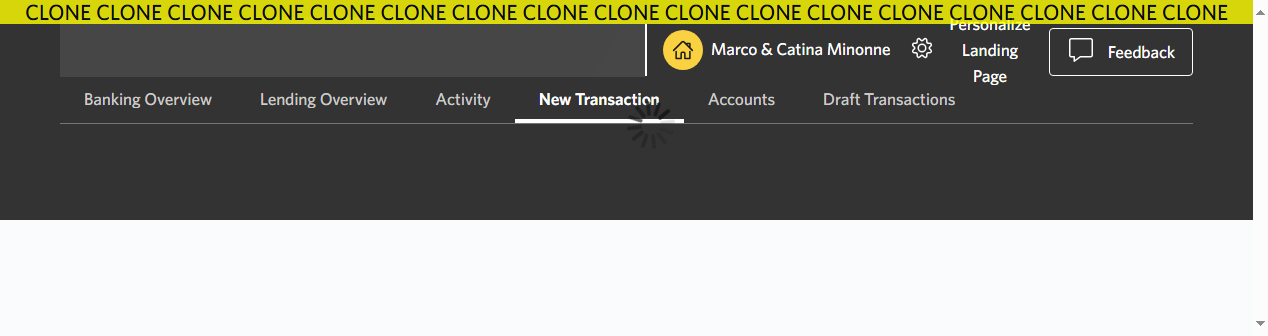 CLONE CLONE CLONE CLONE CLONE CLONE CLONE CLONE CLONE CLONE CLONE CLONE CLONE CLONE CLONE CLONE CLONE
Marco & Catina Minonne
Personalize
Landing
Page
Feedback
Banking Overview Lending Overview Activity New Transaction Accounts Draft Transactions